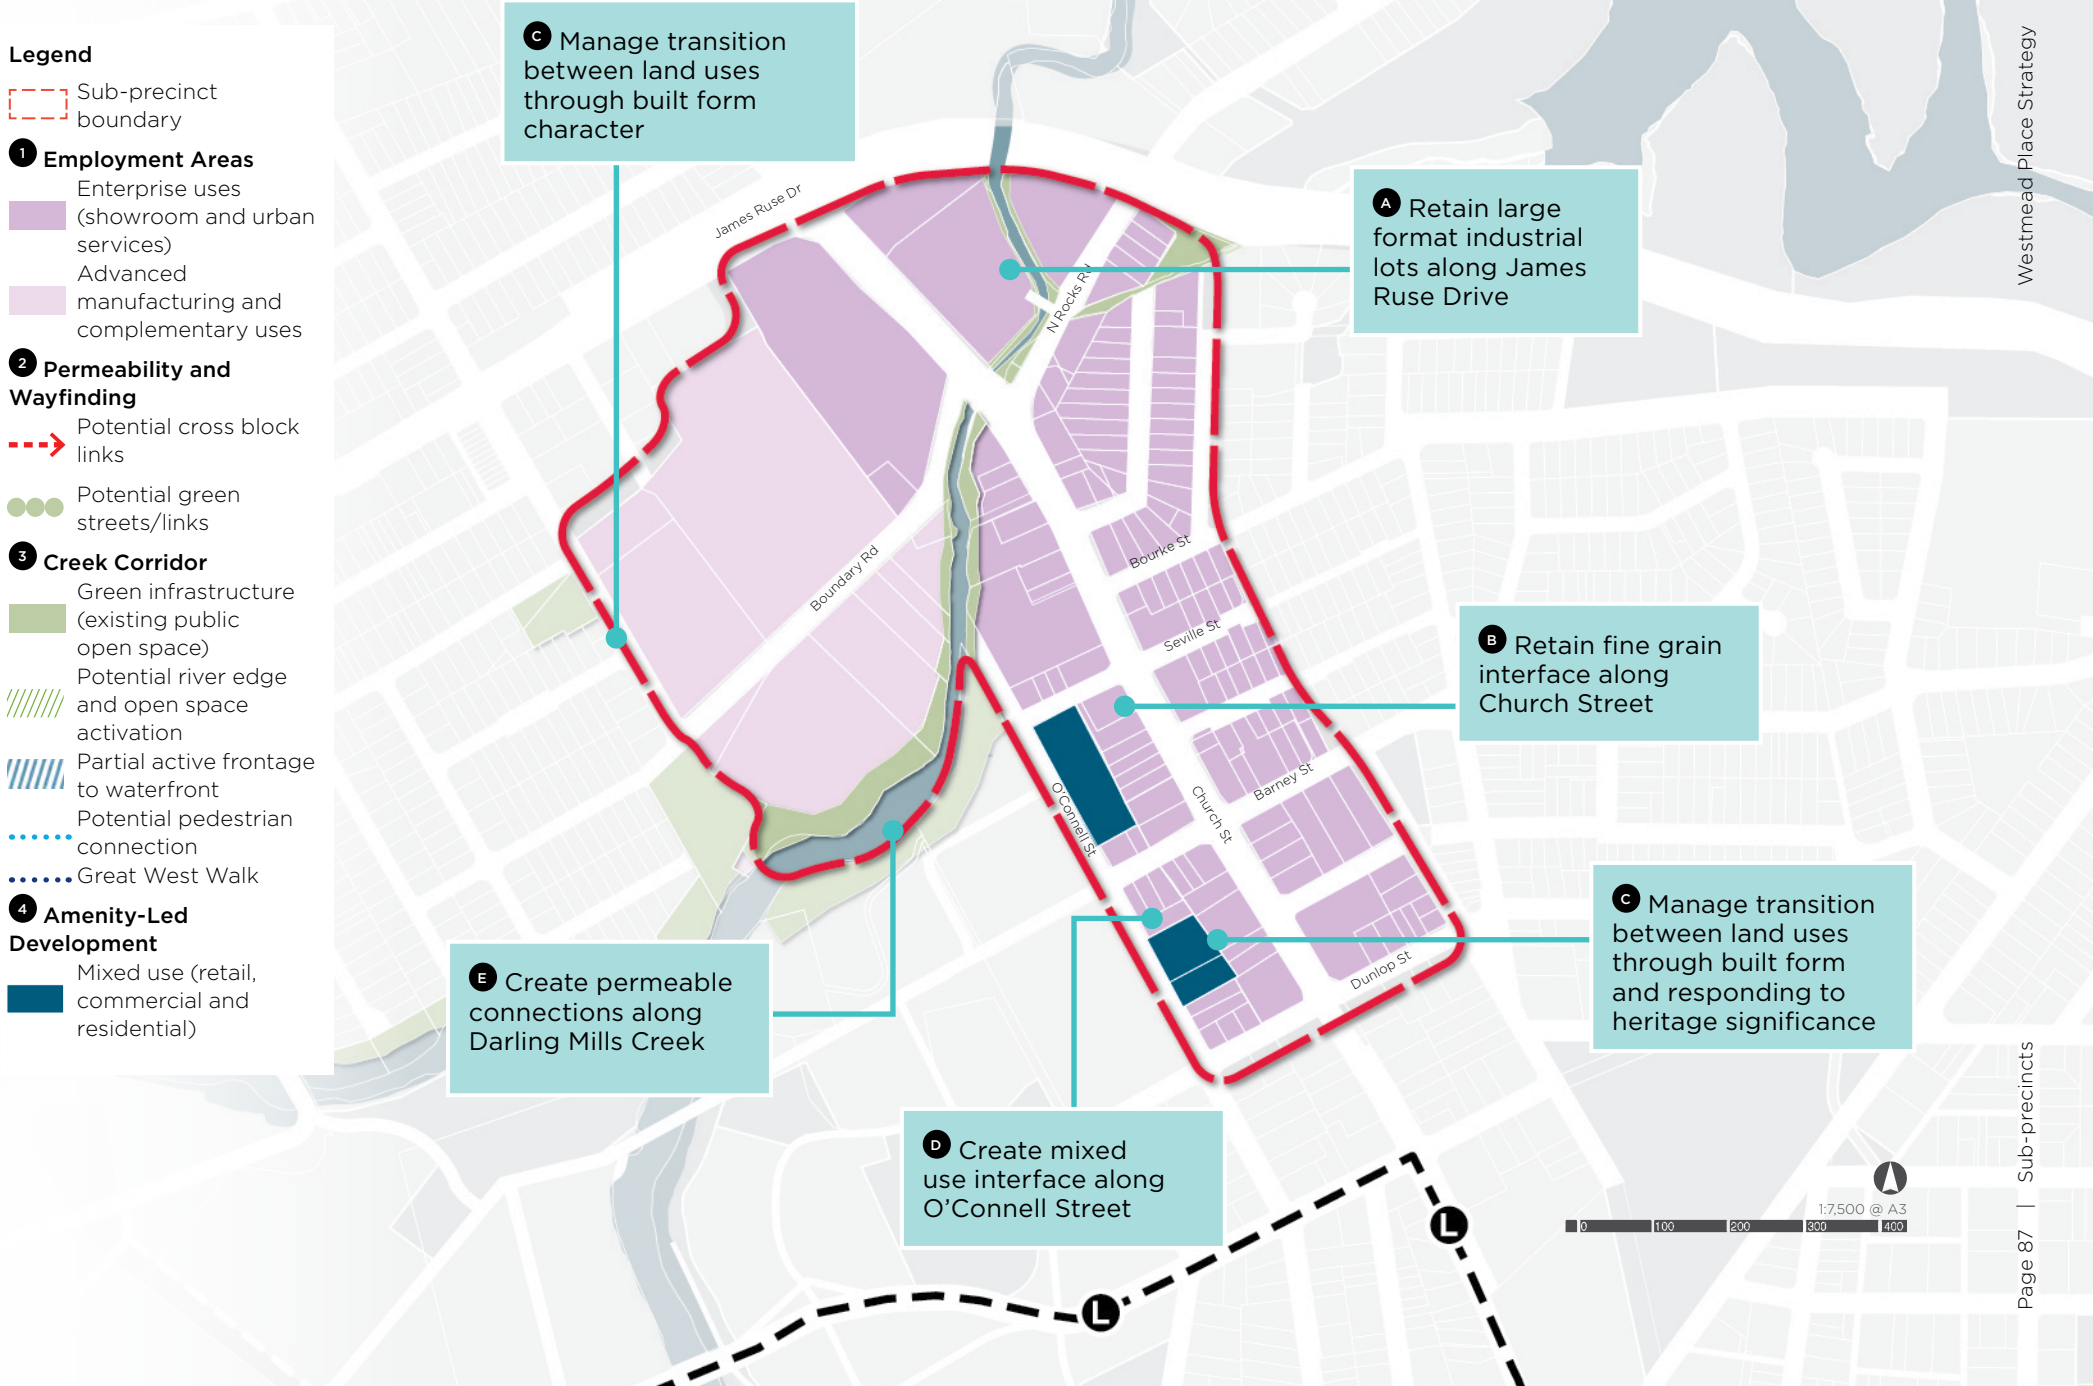 Legend
Sub-precinct
boundary
1 Employment Areas
Enterprise uses
(showroom and urban
services)
Advanced
manufacturing and
complementary uses
2 Permeability and
Wayfinding
Potential cross block
links
Potential green
streets/links
3 Creek Corridor
Green infrastructure
(existing public
open space)
Potential river edge
and open space
activation
Partial active frontage
to waterfront
Potential pedestrian
connection
Great West Walk
4 Amenity-Led
Development
Mixed use (retail,
commercial and
residential)
C Manage transition
between land uses
through built form
character
A Retain large
format industrial
lots along James
Ruse Drive
B Retain fine grain
interface along
Church Street
C Manage transition
between land uses
through built form
and responding to
heritage significance
E Create permeable
connections along
Darling Mills Creek
D Create mixed
use interface along
O'Connell Street
James Ruse Dr
N Rocks Rd
Boundary Rd
Bourke St
Seville St
Barney St
Church St
O'Connell St
Dunlop St
L
L
1:7,500 @ A3
0 100 200 300 400
Westmead Place Strategy
Page 87 | Sub-precincts